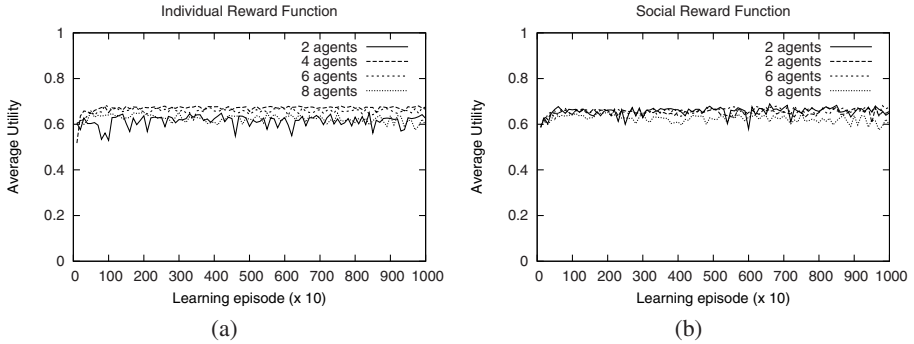 Individual Reward Function
1
0.8
0.6
0.4
0.2
0
Average Utility
2 agents
4 agents
6 agents
8 agents
0 100 200 300 400 500 600 700 800 900 1000
Learning episode (x 10)
(a)
Social Reward Function
1
0.8
0.6
0.4
0.2
0
Average Utility
2 agents
2 agents
6 agents
8 agents
0 100 200 300 400 500 600 700 800 900 1000
Learning episode (x 10)
(b)